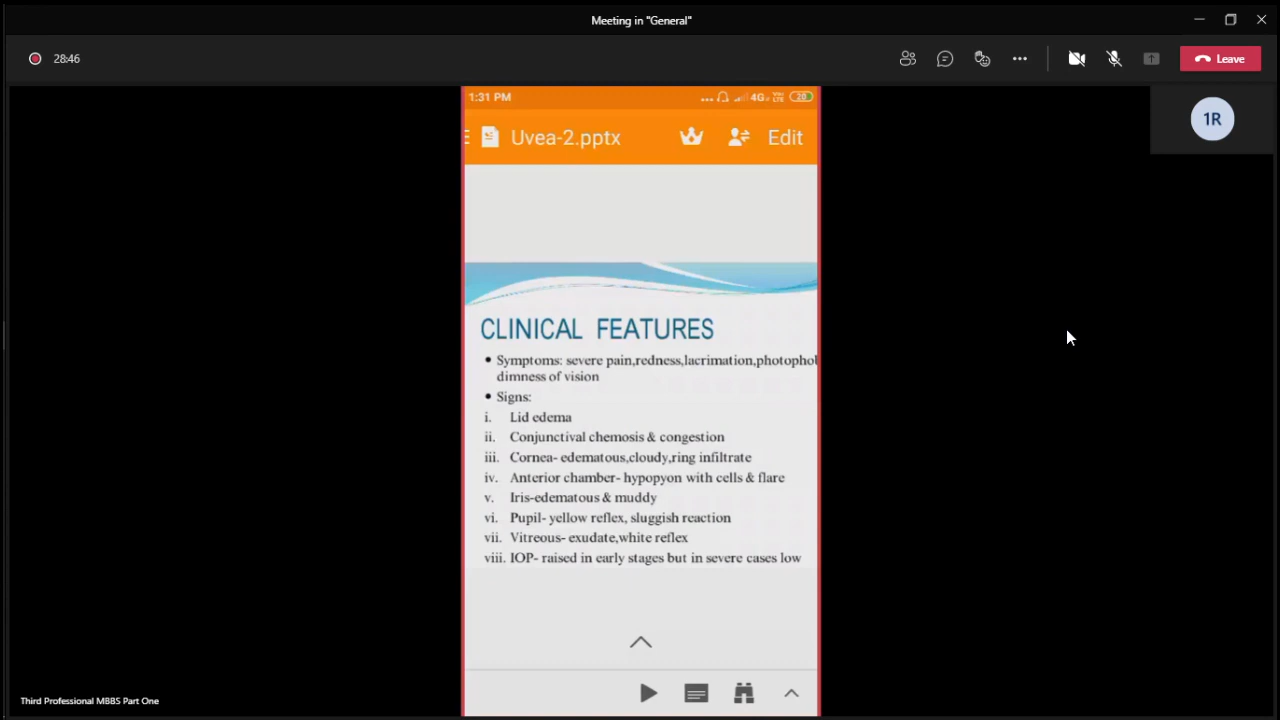 Meeting in "General"
28:46
Leave
1:31 PM
4G
20
1R
Uvea-2.pptx
Edit
CLINICAL FEATURES
• Symptoms: severe pain,redness,lacrimation,photophob
dimness of vision
• Signs:
i. Lid edema
ii. Conjunctival chemosis & congestion
iii. Cornea- edematous,cloudy,ring infiltrate
iv. Anterior chamber- hypopyon with cells & flare
v. Iris-edematous & muddy
vi. Pupil- yellow reflex, sluggish reaction
vii. Vitreous- exudate,white reflex
viii. IOP- raised in early stages but in severe cases low
Third Professional MBBS Part One